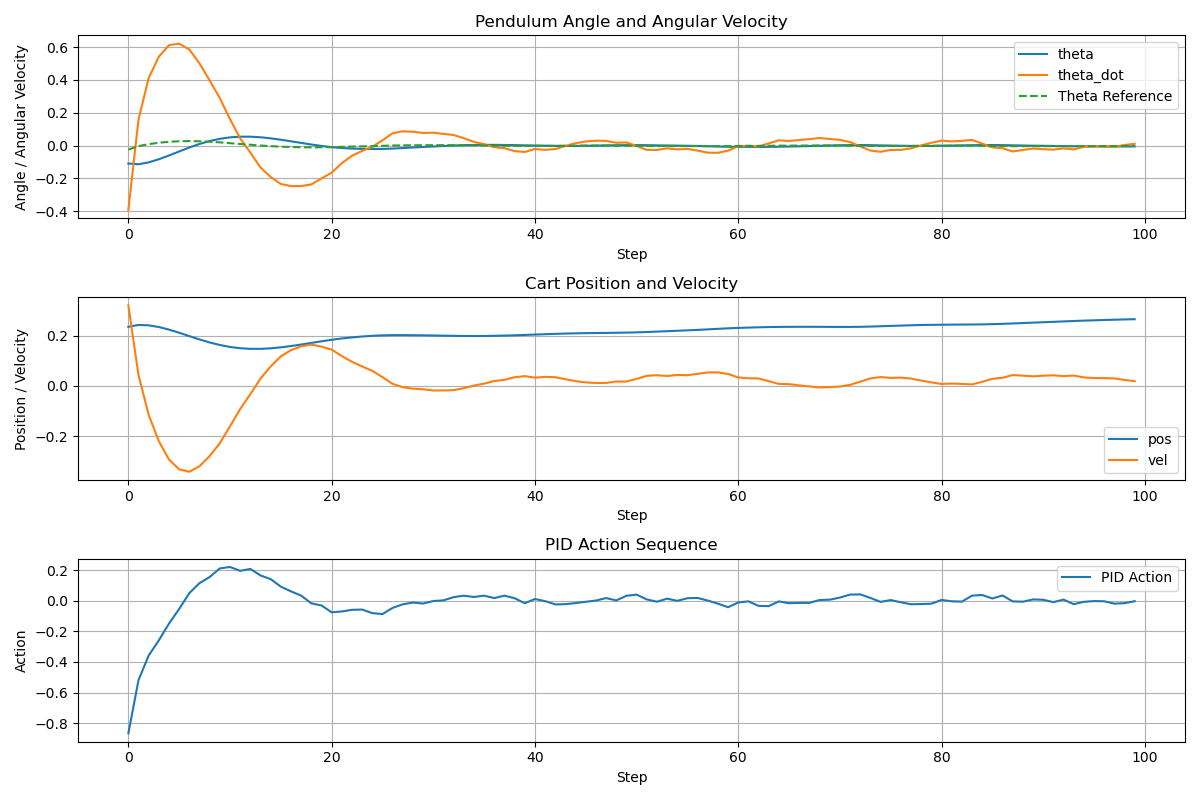 Pendulum Angle and Angular Velocity
Angle / Angular Velocity
0.6
0.4
0.2
0.0
−0.2
−0.4
theta
theta_dot
Theta Reference
0 20 40 60 80 100
Step
Cart Position and Velocity
Position / Velocity
0.2
0.0
−0.2
pos
vel
0 20 40 60 80 100
Step
PID Action Sequence
Action
0.2
0.0
−0.2
−0.4
−0.6
−0.8
PID Action
0 20 40 60 80 100
Step